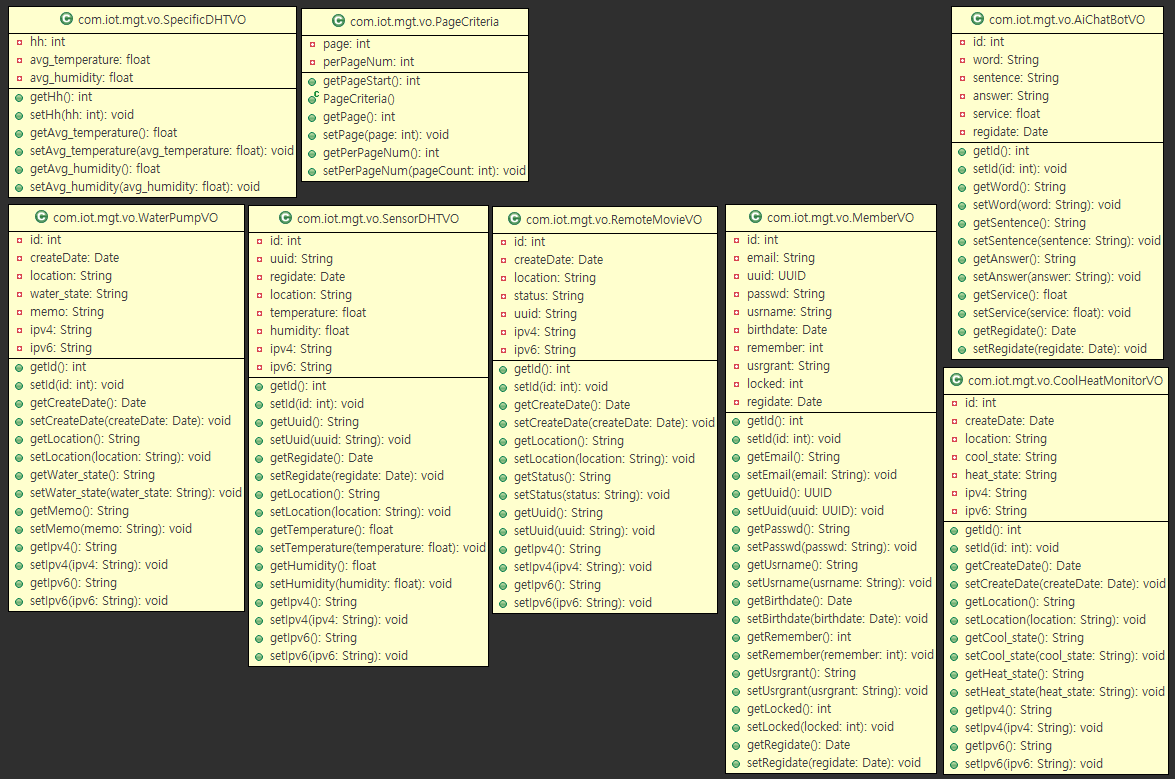 com.iot.mgt.vo.SpecificDHTVO
hh: int
avg_temperature: float
avg_humidity: float
getHh(): int
setHh(hh: int): void
getAvg_temperature(): float
setAvg_temperature(avg_temperature: float): void
getAvg_humidity(): float
setAvg_humidity(avg_humidity: float): void
com.iot.mgt.vo.PageCriteria
page: int
perPageNum: int
getPageStart(): int
PageCriteria()
getPage(): int
setPage(page: int): void
getPerPageNum(): int
setPerPageNum(pageCount: int): void
com.iot.mgt.vo.AiChatBotVO
id: int
word: String
sentence: String
answer: String
service: float
regidate: Date
getId(): int
setId(id: int): void
getWord(): String
setWord(word: String): void
getSentence(): String
setSentence(sentence: String): void
getAnswer(): String
setAnswer(answer: String): void
getService(): float
setService(service: float): void
getRegidate(): Date
setRegidate(regidate: Date): void
com.iot.mgt.vo.WaterPumpVO
id: int
createDate: Date
location: String
water_state: String
memo: String
ipv4: String
ipv6: String
getId(): int
setId(id: int): void
getCreateDate(): Date
setCreateDate(createDate: Date): void
getLocation(): String
setLocation(location: String): void
getWater_state(): String
setWater_state(water_state: String): void
getMemo(): String
setMemo(memo: String): void
getIpv4(): String
setIpv4(ipv4: String): void
getIpv6(): String
setIpv6(ipv6: String): void
com.iot.mgt.vo.SensorDHTVO
id: int
uuid: String
regidate: Date
location: String
temperature: float
humidity: float
ipv4: String
ipv6: String
getId(): int
setId(id: int): void
getUuid(): String
setUuid(uuid: String): void
getRegidate(): Date
setRegidate(regidate: Date): void
getLocation(): String
setLocation(location: String): void
getTemperature(): float
setTemperature(temperature: float): void
getHumidity(): float
setHumidity(humidity: float): void
getIpv4(): String
setIpv4(ipv4: String): void
getIpv6(): String
setIpv6(ipv6: String): void
com.iot.mgt.vo.RemoteMovieVO
id: int
createDate: Date
location: String
status: String
uuid: String
ipv4: String
ipv6: String
getId(): int
setId(id: int): void
getCreateDate(): Date
setCreateDate(createDate: Date): void
getLocation(): String
setLocation(location: String): void
getStatus(): String
setStatus(status: String): void
getUuid(): String
setUuid(uuid: String): void
getIpv4(): String
setIpv4(ipv4: String): void
getIpv6(): String
setIpv6(ipv6: String): void
com.iot.mgt.vo.MemberVO
id: int
email: String
uuid: UUID
passwd: String
usrname: String
birthdate: Date
remember: int
usrgrant: String
locked: int
regidate: Date
getId(): int
setId(id: int): void
getEmail(): String
setEmail(email: String): void
getUuid(): UUID
setUuid(uuid: UUID): void
getPasswd(): String
setPasswd(passwd: String): void
getUsrname(): String
setUsrname(usrname: String): void
getBirthdate(): Date
setBirthdate(birthdate: Date): void
getRemember(): int
setRemember(remember: int): void
getUsrgrant(): String
setUsrgrant(usrgrant: String): void
getLocked(): int
setLocked(locked: int): void
getRegidate(): Date
setRegidate(regidate: Date): void
com.iot.mgt.vo.CoolHeatMonitorVO
id: int
createDate: Date
location: String
cool_state: String
heat_state: String
ipv4: String
ipv6: String
getId(): int
setId(id: int): void
getCreateDate(): Date
setCreateDate(createDate: Date): void
getLocation(): String
setLocation(location: String): void
getCool_state(): String
setCool_state(cool_state: String): void
getHeat_state(): String
setHeat_state(heat_state: String): void
getIpv4(): String
setIpv4(ipv4: String): void
getIpv6(): String
setIpv6(ipv6: String): void